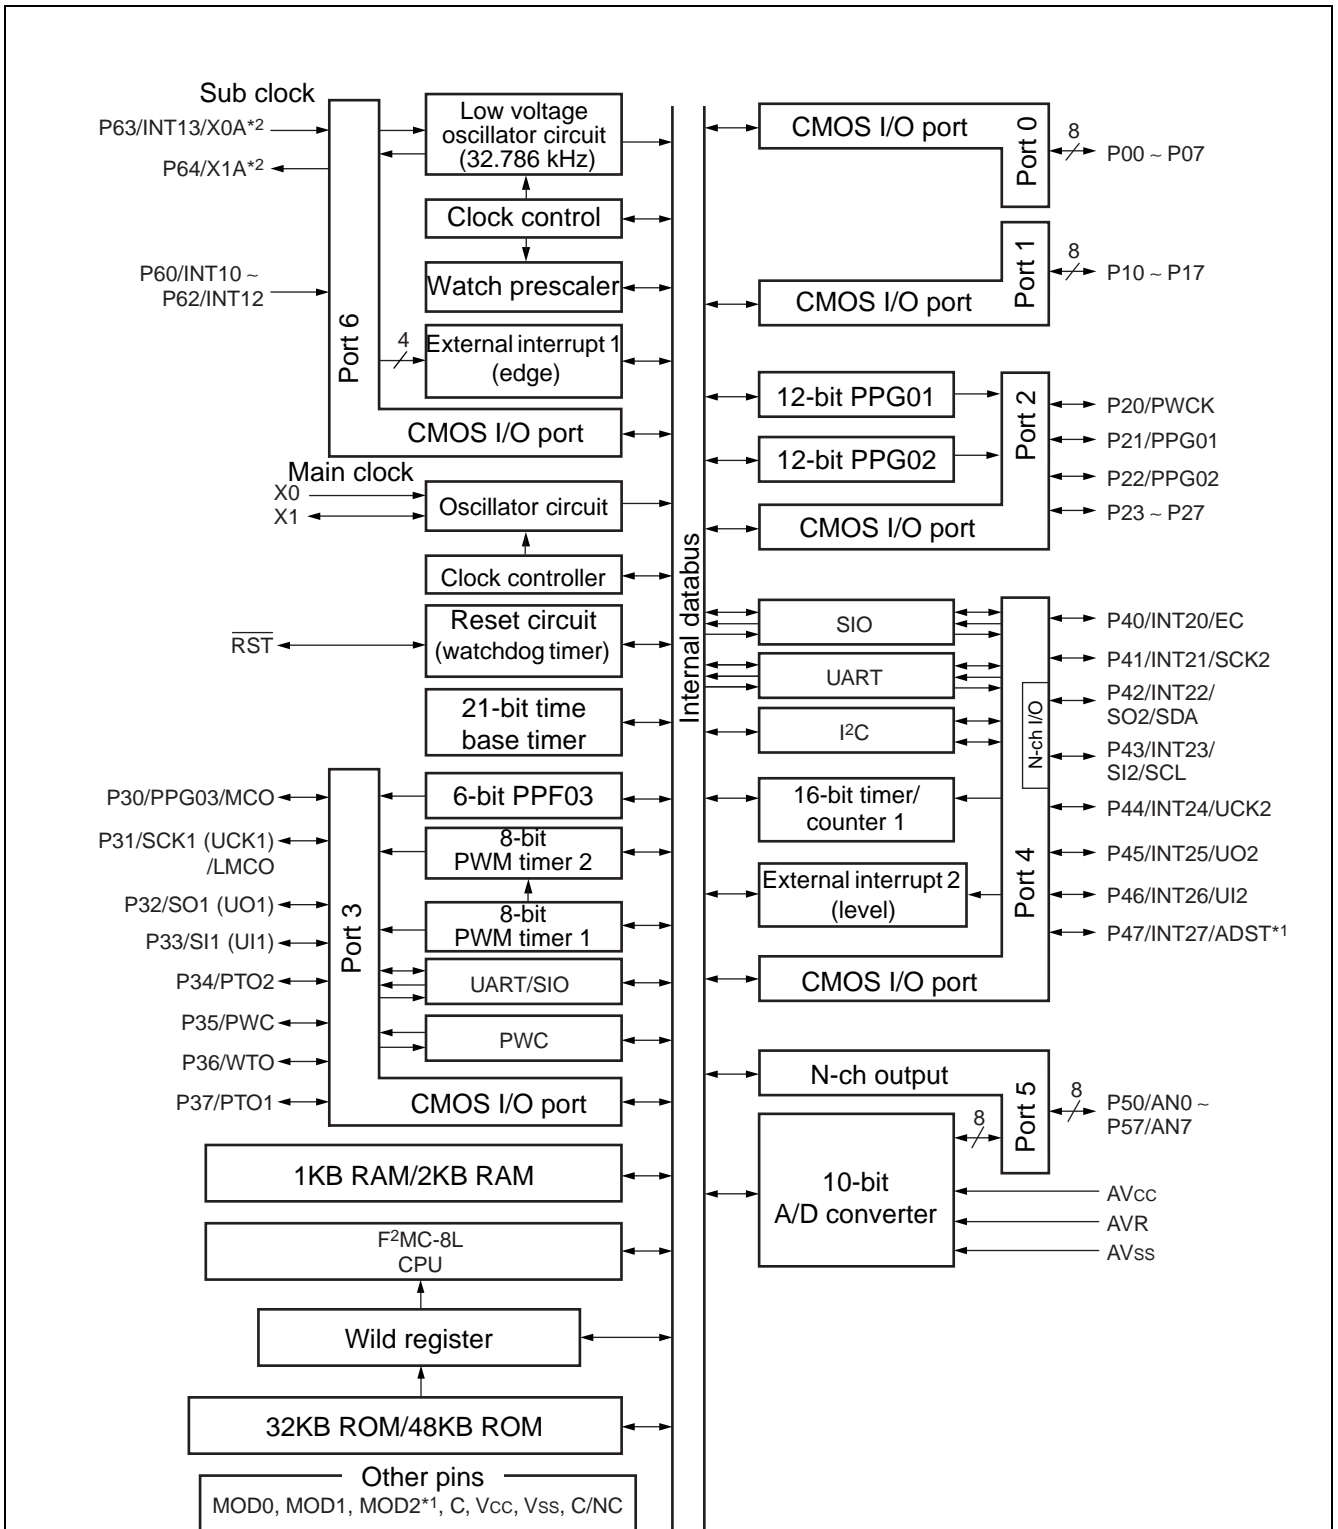 Sub clock
P63/INT13/X0A*2
P64/X1A*2
P60/INT10 ~
P62/INT12
Port 6
Low voltage
oscillator circuit
(32.786 kHz)
Clock control
Watch prescaler
4
External interrupt 1
(edge)
CMOS I/O port
Main clock
X0
X1
Oscillator circuit
Clock controller
RST
Reset circuit
(watchdog timer)
21-bit time
base timer
P30/PPG03/MCO
P31/SCK1 (UCK1)
/LMCO
P32/SO1 (UO1)
P33/SI1 (UI1)
P34/PTO2
P35/PWC
P36/WTO
P37/PTO1
Port 3
6-bit PPF03
8-bit
PWM timer 2
8-bit
PWM timer 1
UART/SIO
PWC
CMOS I/O port
1KB RAM/2KB RAM
F2MC-8L
CPU
Wild register
32KB ROM/48KB ROM
Other pins
MOD0, MOD1, MOD2*1, C, Vcc, Vss, C/NC
Internal databus
CMOS I/O port
Port 0
8
P00 ~ P07
Port 1
8
P10 ~ P17
CMOS I/O port
12-bit PPG01
12-bit PPG02
CMOS I/O port
Port 2
P20/PWCK
P21/PPG01
P22/PPG02
P23 ~ P27
SIO
UART
I2C
16-bit timer/
counter 1
External interrupt 2
(level)
CMOS I/O port
N-ch I/O
Port 4
P40/INT20/EC
P41/INT21/SCK2
P42/INT22/
SO2/SDA
P43/INT23/
SI2/SCL
P44/INT24/UCK2
P45/INT25/UO2
P46/INT26/UI2
P47/INT27/ADST*1
N-ch output
Port 5
8
8
P50/AN0 ~
P57/AN7
10-bit
A/D converter
AVcc
AVR
AVss